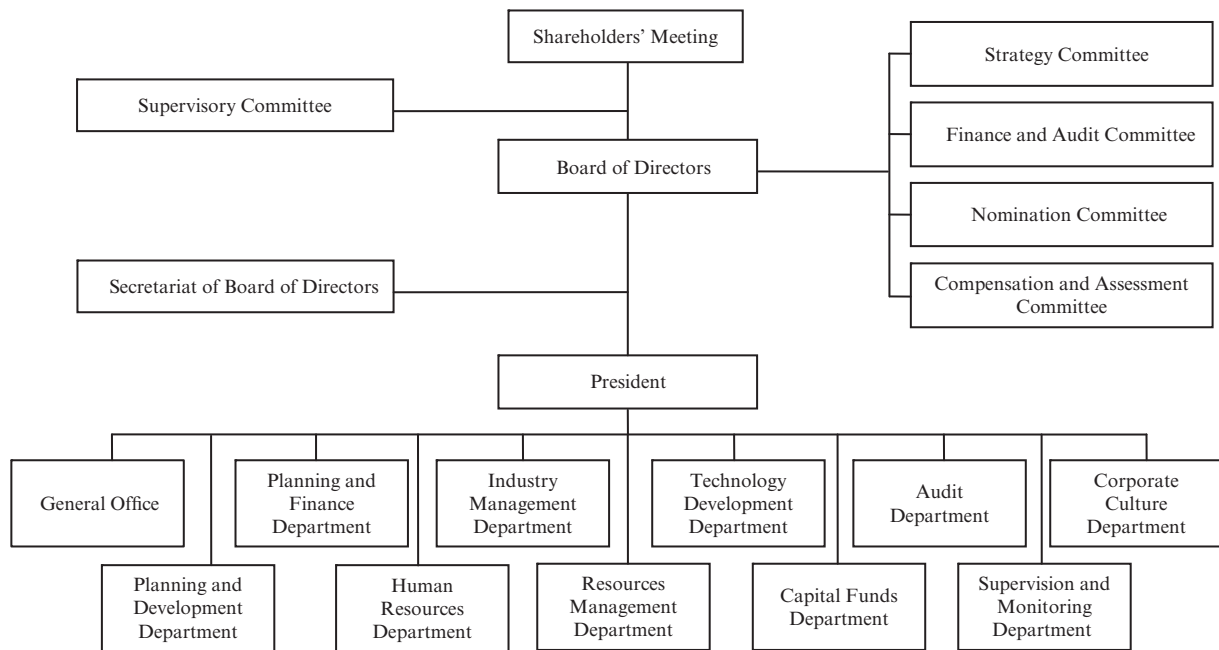 Shareholders’ Meeting
Strategy Committee
Supervisory Committee
Finance and Audit Committee
Board of Directors
Nomination Committee
Secretariat of Board of Directors
Compensation and Assessment
Committee
President
General Office
Planning and
Finance
Department
Industry
Management
Department
Technology
Development
Department
Audit
Department
Corporate
Culture
Department
Planning and
Development
Department
Human
Resources
Department
Resources
Management
Department
Capital Funds
Department
Supervision and
Monitoring
Department